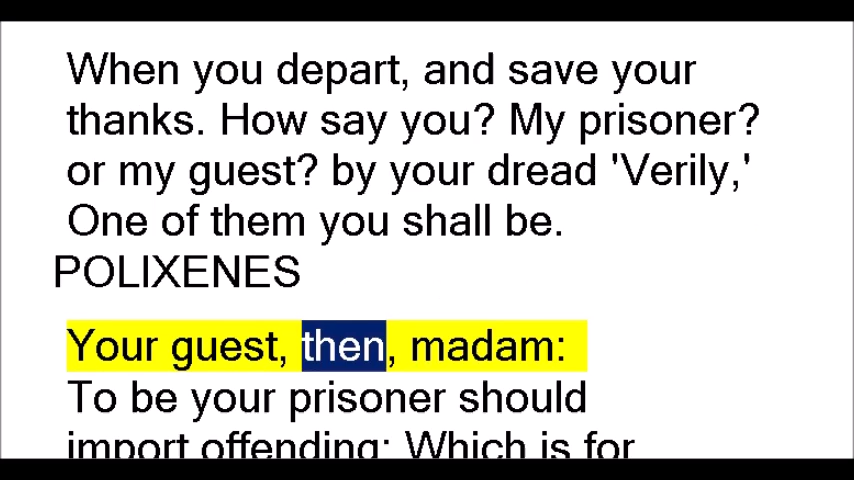 When you depart, and save your
thanks. How say you? My prisoner?
or my guest? by your dread 'Verily,'
One of them you shall be.
POLIXENES
Your guest, then, madam:
To be your prisoner should
import offending; Which is for